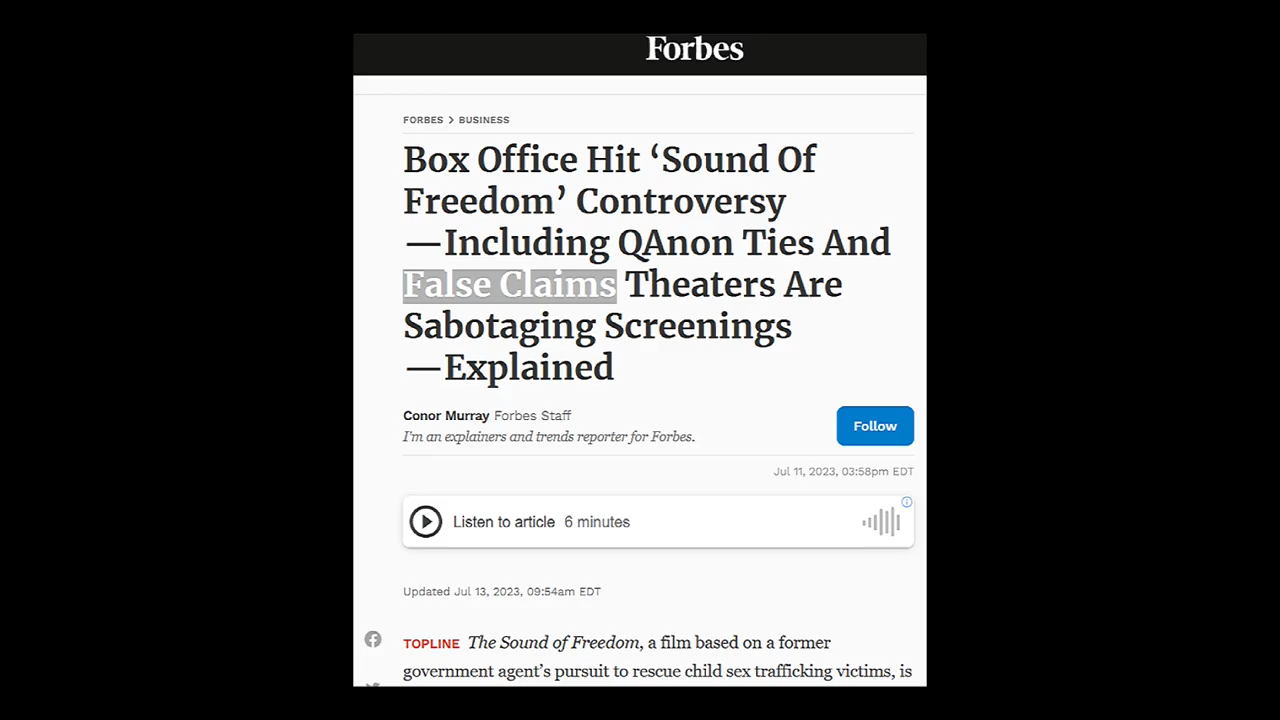 Forbes
FORBES > BUSINESS
Box Office Hit ‘Sound Of
Freedom’ Controversy
—Including QAnon Ties And
False Claims Theaters Are
Sabotaging Screenings
—Explained
Conor Murray Forbes Staff
I'm an explainers and trends reporter for Forbes.
Follow
Jul 11, 2023, 03:58pm EDT
Listen to article 6 minutes
Updated Jul 13, 2023, 09:54am EDT
TOPLINE The Sound of Freedom, a film based on a former
government agent’s pursuit to rescue child sex trafficking victims, is